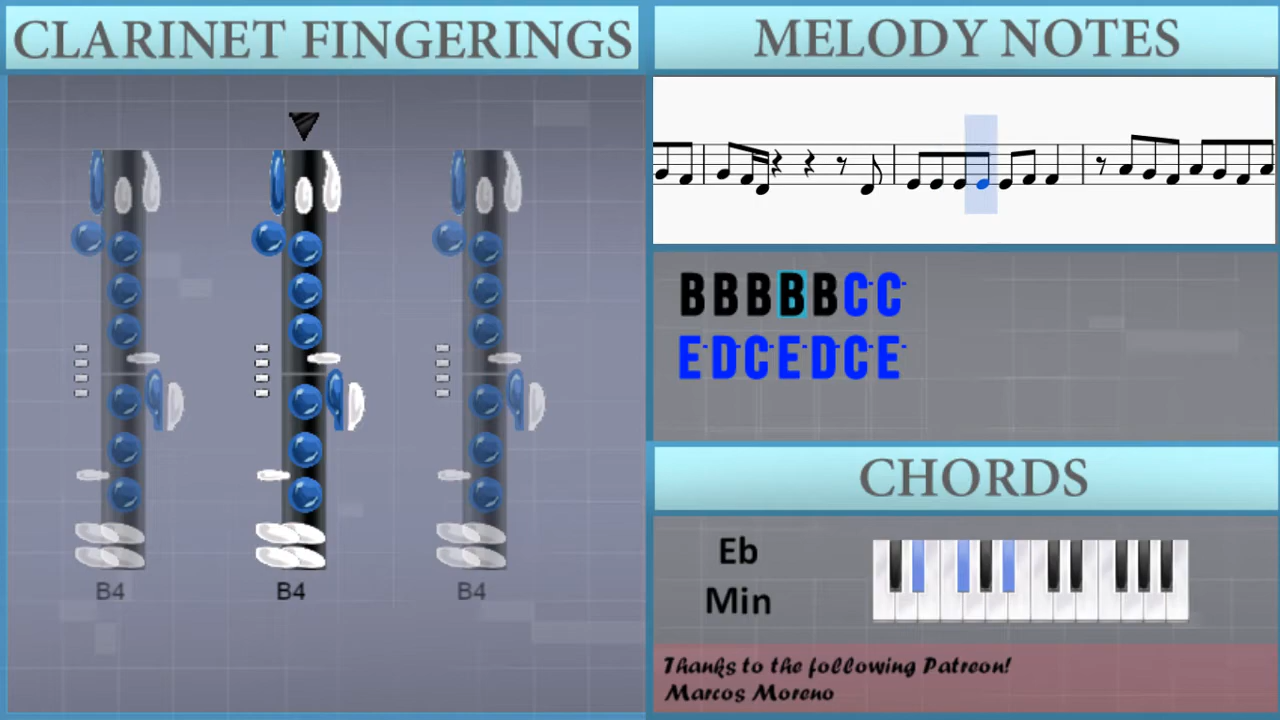 CLARINET FINGERINGS
B4 B4 B4
MELODY NOTES
BBBBBCC
EDCEDCE
CHORDS
Eb
Min
Thanks to the following Patreon!
Marcos Moreno